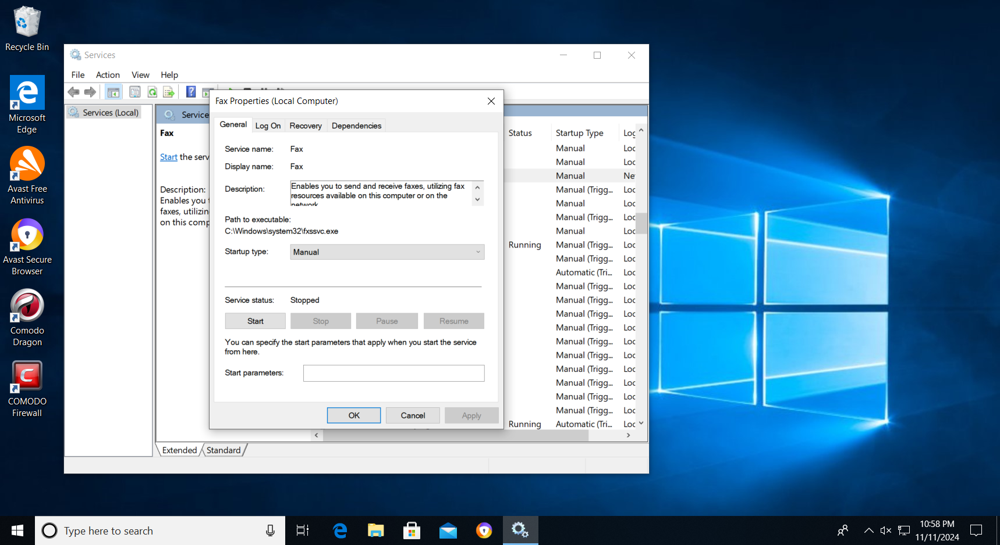 Recycle Bin
Microsoft
Edge
Avast Free
Antivirus
Avast Secure
Browser
Comodo
Dragon
COMODO
Firewall
Services
File Action View Help
Services (Local)
Service
Fax
Start the serv
Description:
Enables you
faxes, utilizin
on this comp
Fax Properties (Local Computer)
General Log On Recovery Dependencies
Service name: Fax
Display name: Fax
Description: Enables you to send and receive faxes, utilizing fax
resources available on this computer or on the
network
Path to executable:
C:\Windows\system32\fxssvc.exe
Startup type: Manual
Service status: Stopped
Start Stop Pause Resume
You can specify the start parameters that apply when you start the service
from here.
Start parameters:
OK Cancel Apply
Status Startup Type Log
Manual Loc
Manual Loc
Manual Ne
Manual (Trigg... Loc
Manual Loc
Manual (Trigg... Loc
Manual Loc
Running Manual (Trigg... Loc
Manual (Trigg... Loc
Automatic (Tri... Loc
Manual (Trigg... Loc
Manual (Trigg... Loc
Manual (Trigg... Loc
Manual (Trigg... Loc
Manual (Trigg... Loc
Manual (Trigg... Loc
Manual (Trigg... Loc
Manual (Trigg... Loc
Manual (Trigg... Loc
Manual (Trigg... Loc
Running Automatic (Tri... Loc
Extended Standard
Type here to search
10:58 PM
11/11/2024